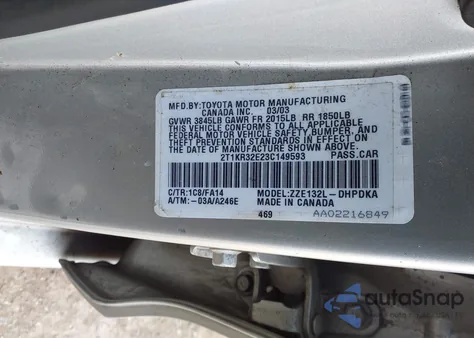 MFD.BY:TOYOTA MOTOR MANUFACTURING
CANADA INC. 03/03
GVWR 3845LB GAWR FR 2015LB RR 1850LB
THIS VEHICLE CONFORMS TO ALL APPLICABLE
FEDERAL MOTOR VEHICLE SAFETY,BUMPER, AND
THEFT PREVENTION STANDARDS IN EFFECT ON
THE DATE OF MANUFACTURE SHOWN ABOVE.
2T1KR32E23C149593 PASS.CAR
C/TR:1C8/FA14 MODEL:ZZE132L-DHPDKA
A/TM:-03A/A246E MADE IN CANADA
469 AA02216849
autoSnap